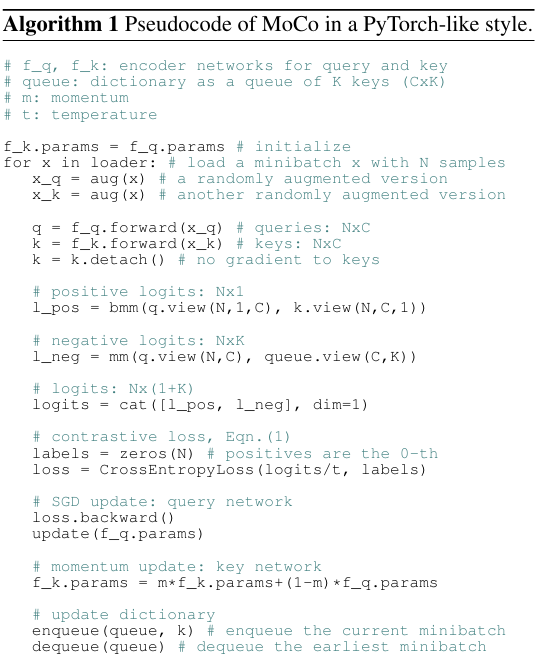 Algorithm 1 Pseudocode of MoCo in a PyTorch-like style.
# f_q, f_k: encoder networks for query and key
# queue: dictionary as a queue of K keys (CxK)
# m: momentum
# t: temperature
f_k.params = f_q.params # initialize
for x in loader: # load a minibatch x with N samples
x_q = aug(x) # a randomly augmented version
x_k = aug(x) # another randomly augmented version
q = f_q.forward(x_q) # queries: NxC
k = f_k.forward(x_k) # keys: NxC
k = k.detach() # no gradient to keys
# positive logits: Nx1
l_pos = bmm(q.view(N,1,C), k.view(N,C,1))
# negative logits: NxK
l_neg = mm(q.view(N,C), queue.view(C,K))
# logits: Nx(1+K)
logits = cat([l_pos, l_neg], dim=1)
# contrastive loss, Eqn.(1)
labels = zeros(N) # positives are the 0-th
loss = CrossEntropyLoss(logits/t, labels)
# SGD update: query network
loss.backward()
update(f_q.params)
# momentum update: key network
f_k.params = m*f_k.params+(1-m)*f_q.params
# update dictionary
enqueue(queue, k) # enqueue the current minibatch
dequeue(queue) # dequeue the earliest minibatch